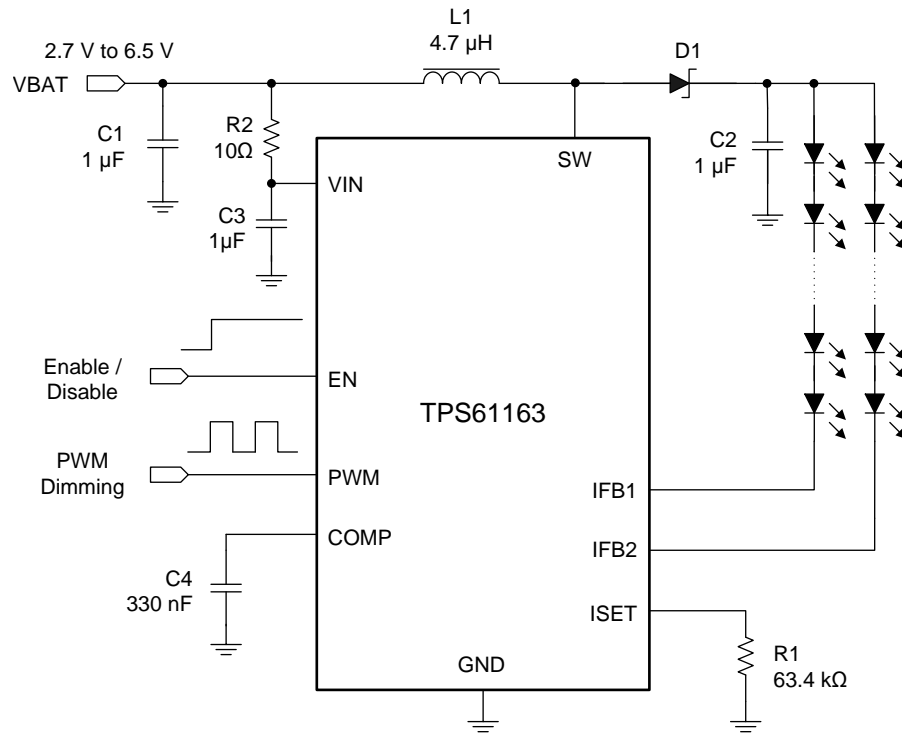 L1
4.7 µH
D1
2.7 V to 6.5 V
VBAT
C1
1 µF
R2
10Ω
C3
1µF
C2
1 µF
SW
VIN
Enable /
Disable
EN
TPS61163
PWM
Dimming
PWM
COMP
C4
330 nF
IFB1
IFB2
ISET
GND
R1
63.4 kΩ